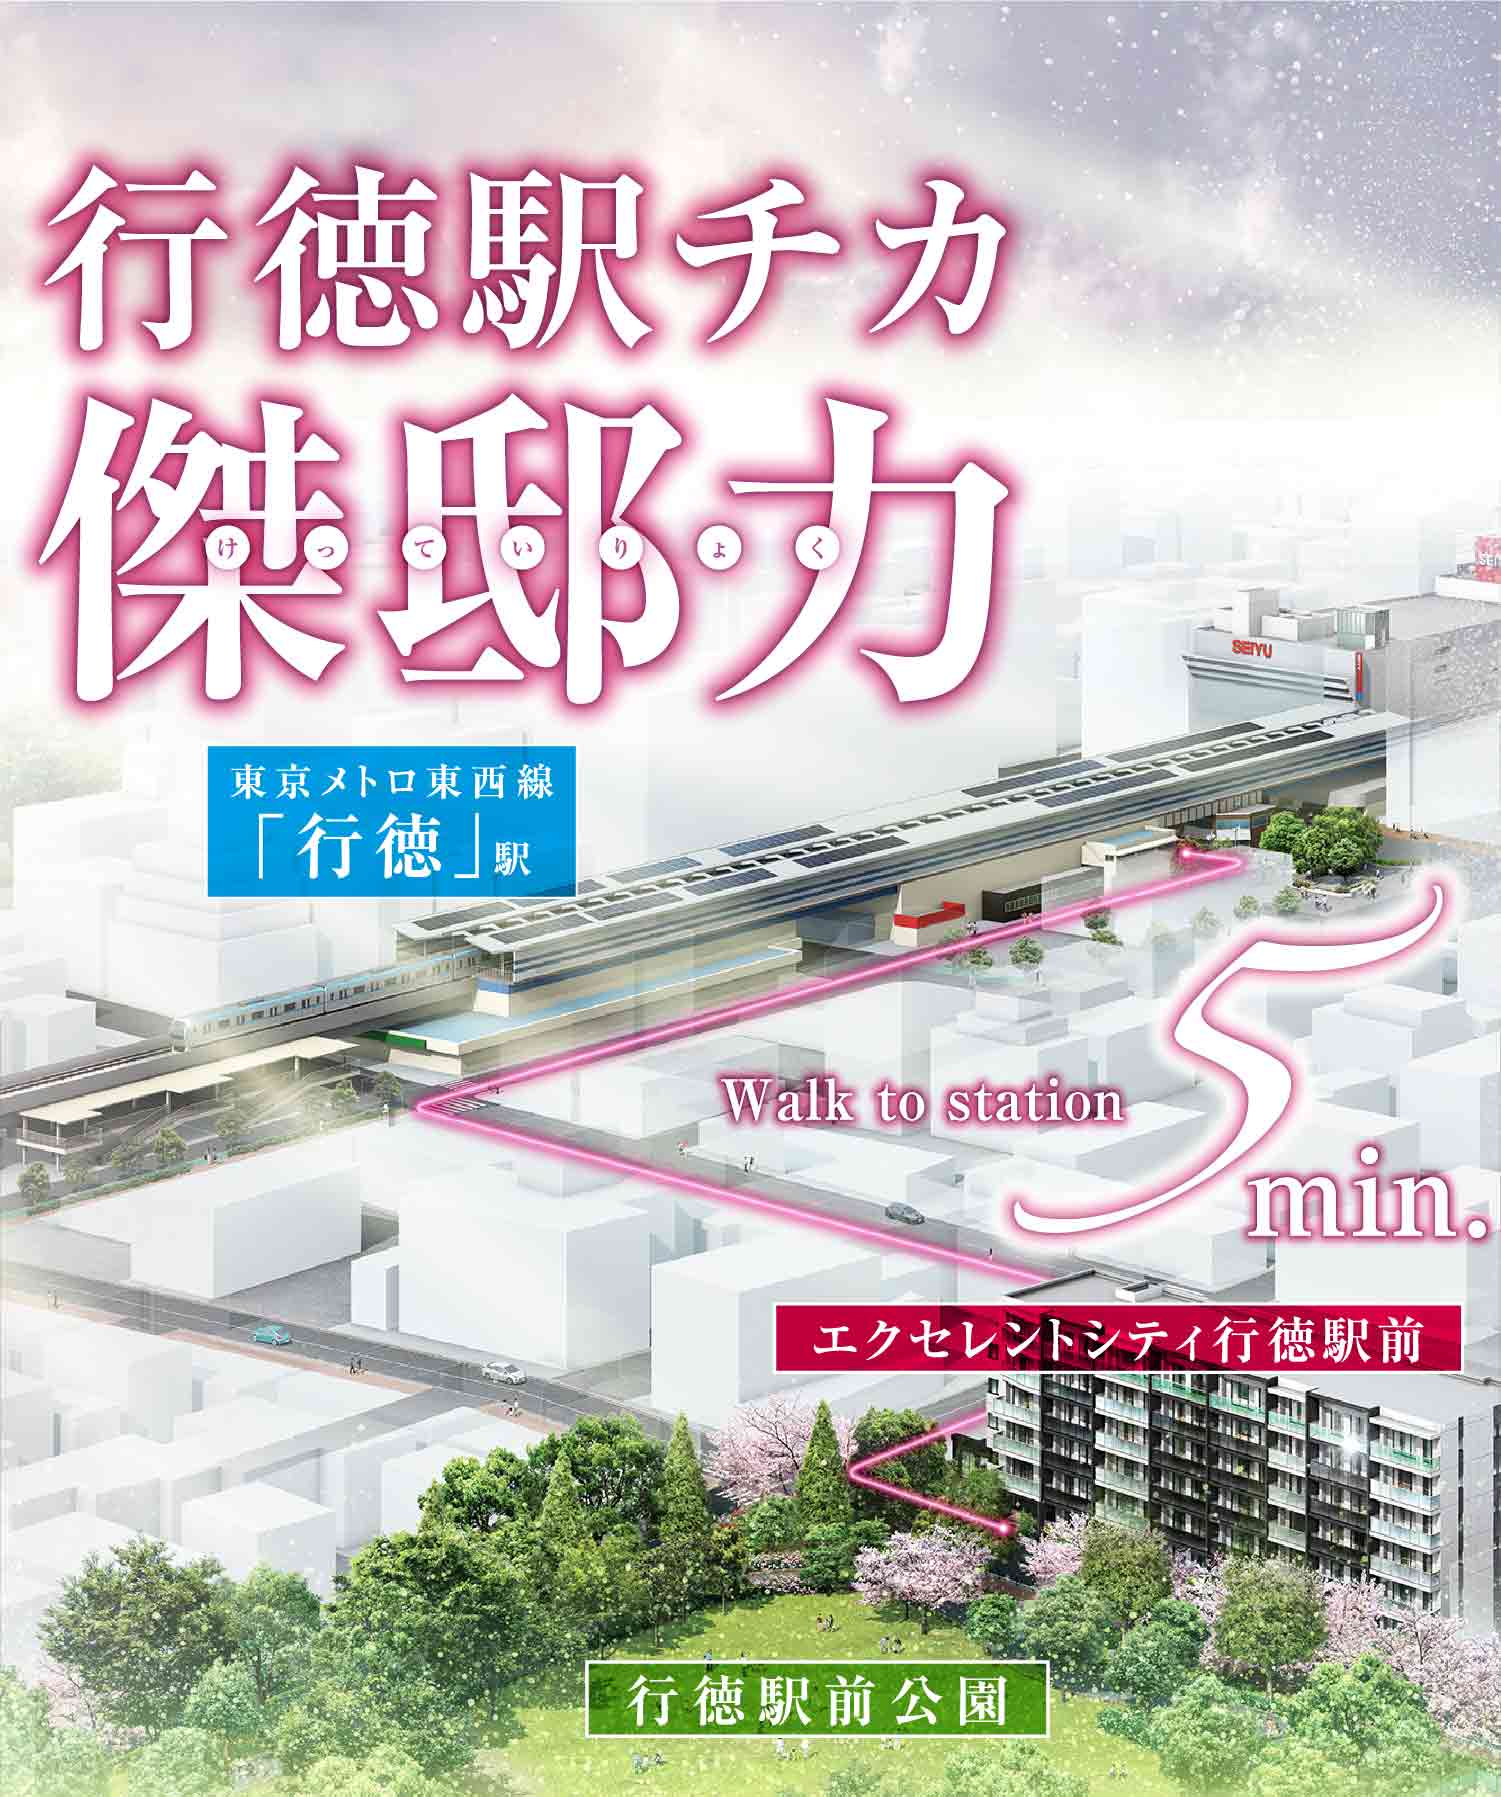 行徳駅チカ
傑邸力
けっていりょく
SEIYU
東京メトロ東西線
「行徳」駅
Walk to station
5
min.
エクセレントシティ行徳駅前
行徳駅前公園